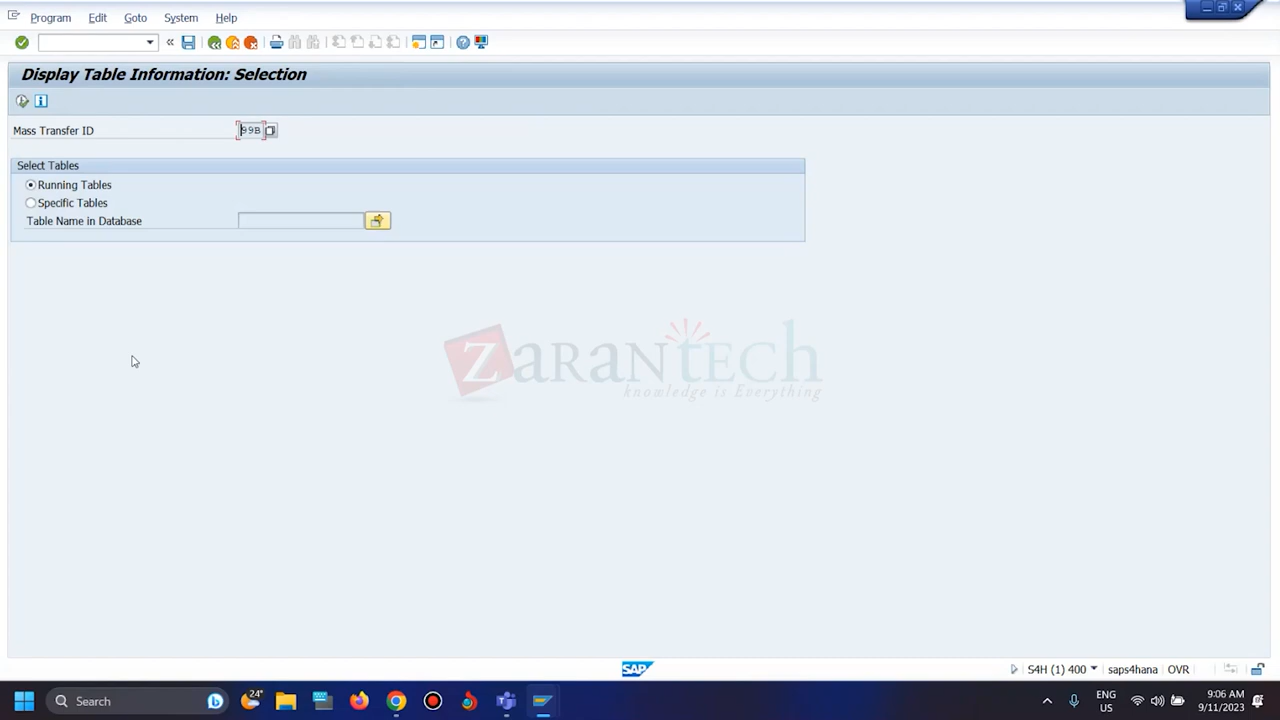 Program Edit Goto System Help
Display Table Information: Selection
Mass Transfer ID 99B
Select Tables
Running Tables
Specific Tables
Table Name in Database
ZARANTECH
knowledge is Everything
SAP
S4H (1) 400 saps4hana OVR
24°
Search
ENG
US
9:06 AM
9/11/2023